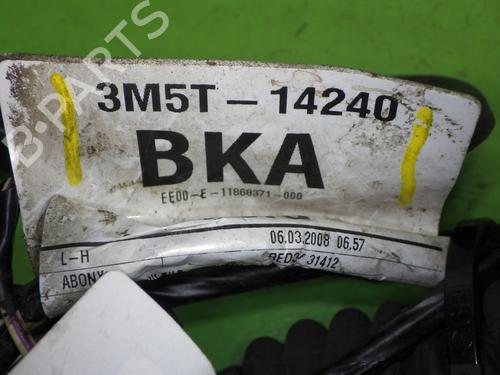 B-PARTS
3M5T-14240
BKA
EE00-E-11868371-000
L-H
06.03.2008 06.57
ABONY
31412